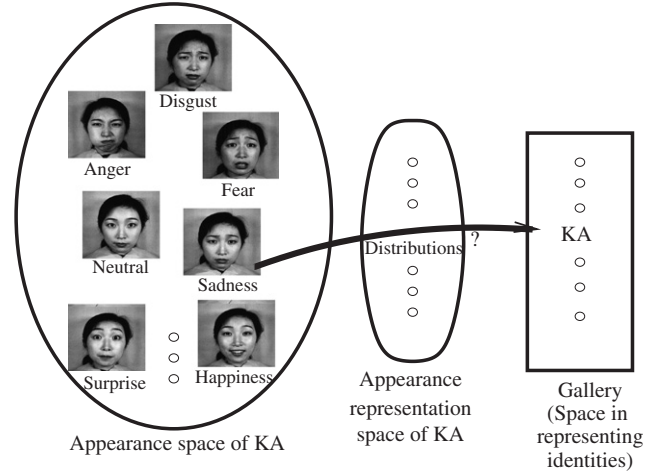 Disgust
Anger
Fear
Neutral
Sadness
Surprise
Happiness
Appearance space of KA
Distributions
?
Appearance
representation
space of KA
KA
Gallery
(Space in
representing
identities)